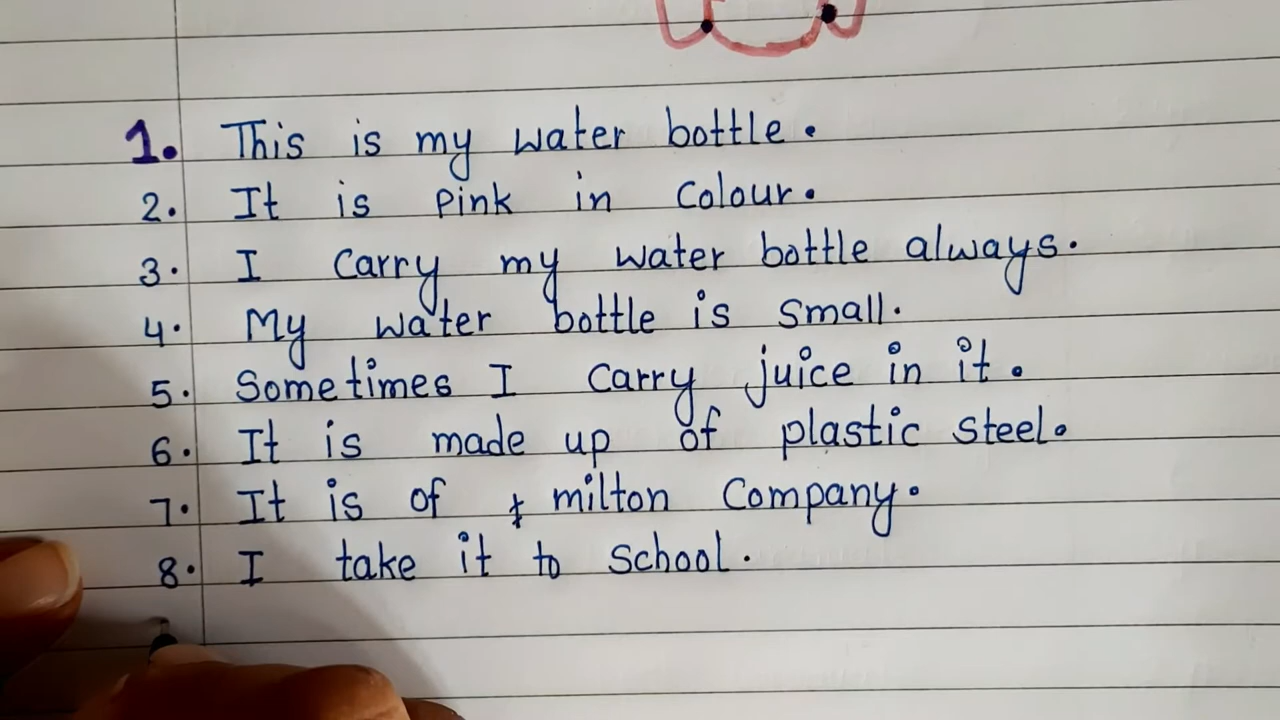 1. This is my water bottle.
2. It is pink in colour.
3. I carry my water bottle always.
4. My water bottle is small.
5. Sometimes I carry juice in it.
6. It is made up of plastic steel.
7. It is of milton company.
8. I take it to school.